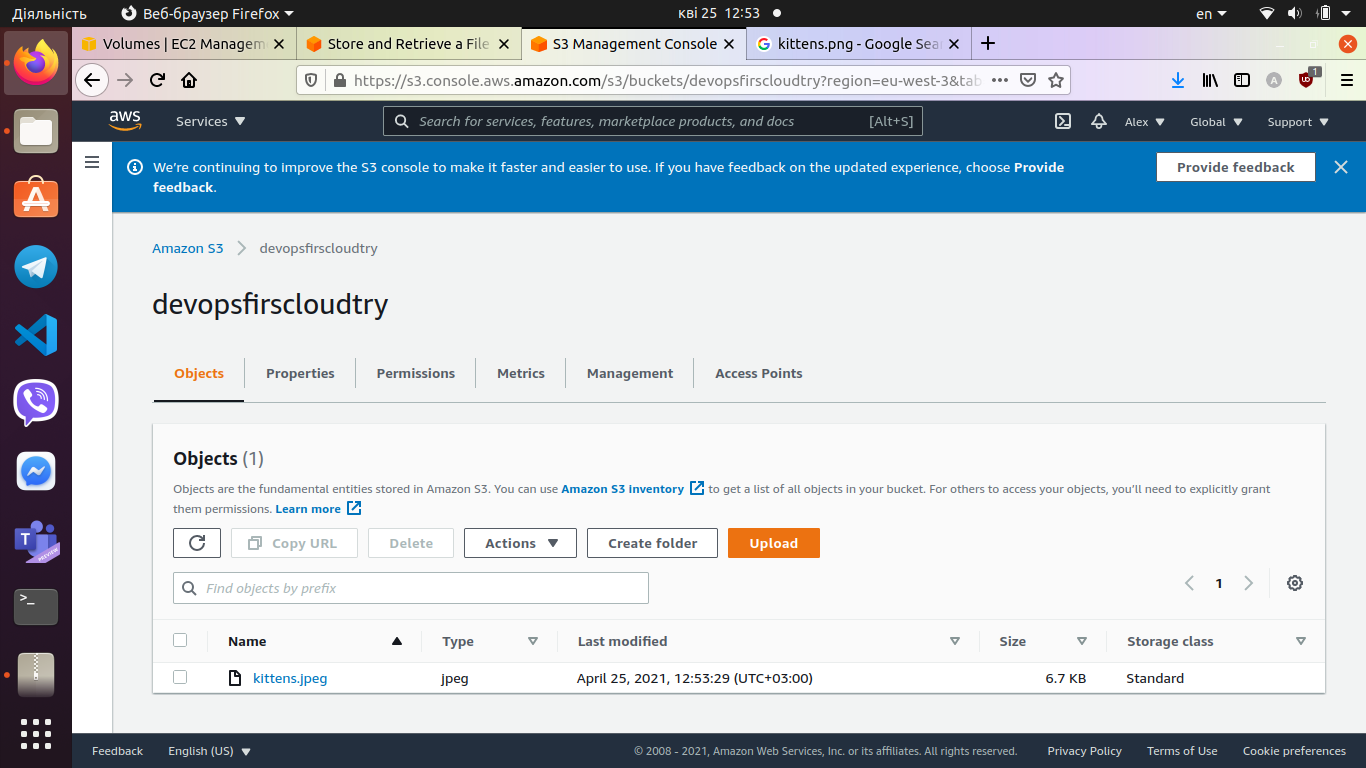 Діяльність
Веб-браузер Firefox
кві 25 12:53
en
Volumes | EC2 Managem
Store and Retrieve a File
S3 Management Console
kittens.png - Google Sear
https://s3.console.aws.amazon.com/s3/buckets/devopsfirscloudtry?region=eu-west-3&tab
1
aws
Services
Search for services, features, marketplace products, and docs
[Alt+S]
Alex
Global
Support
We're continuing to improve the S3 console to make it faster and easier to use. If you have feedback on the updated experience, choose Provide
feedback.
Provide feedback
Amazon S3
devopsfirscloudtry
devopsfirscloudtry
Objects
Properties
Permissions
Metrics
Management
Access Points
Objects (1)
Objects are the fundamental entities stored in Amazon S3. You can use Amazon S3 inventory to get a list of all objects in your bucket. For others to access your objects, you'll need to explicitly grant
them permissions. Learn more
Copy URL
Delete
Actions
Create folder
Upload
Find objects by prefix
1
Name
Type
Last modified
Size
Storage class
kittens.jpeg
jpeg
April 25, 2021, 12:53:29 (UTC+03:00)
6.7 KB
Standard
Feedback
English (US)
© 2008 - 2021, Amazon Web Services, Inc. or its affiliates. All rights reserved.
Privacy Policy
Terms of Use
Cookie preferences